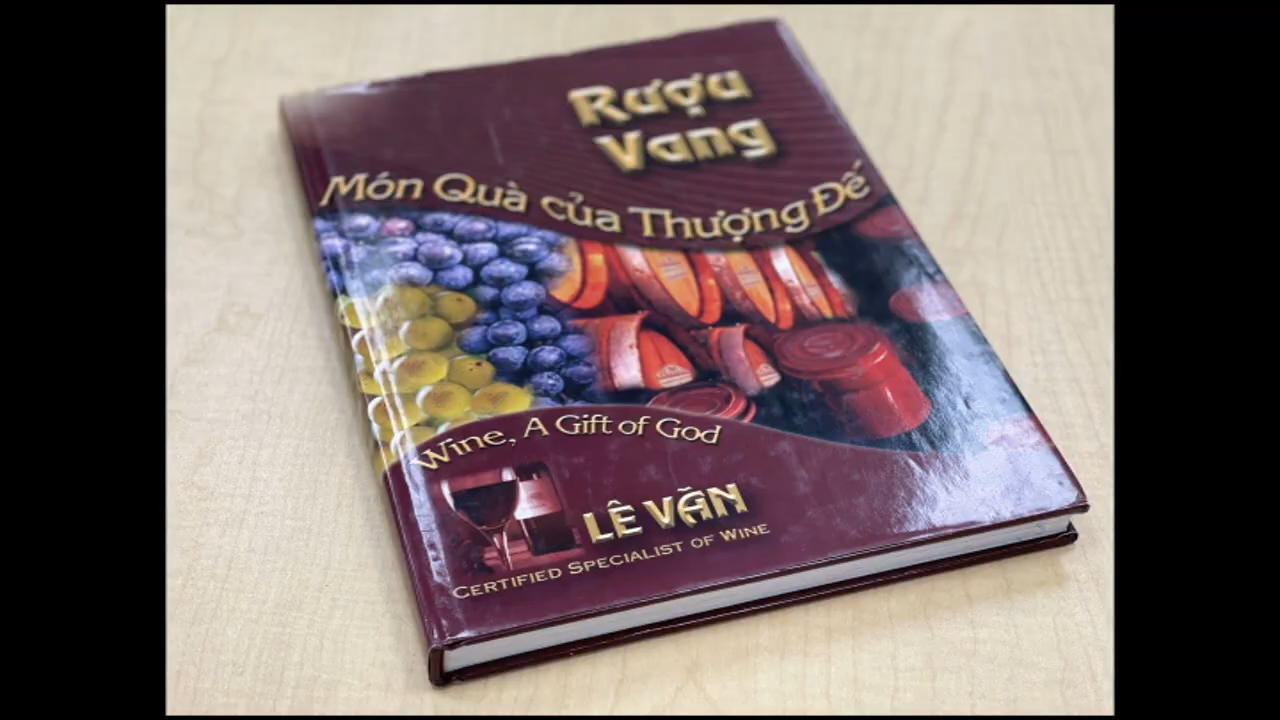 Rượu
Vang
Món Quà của Thượng Đế
Wine, A Gift of God
LÊ VĂN
CERTIFIED SPECIALIST OF WINE